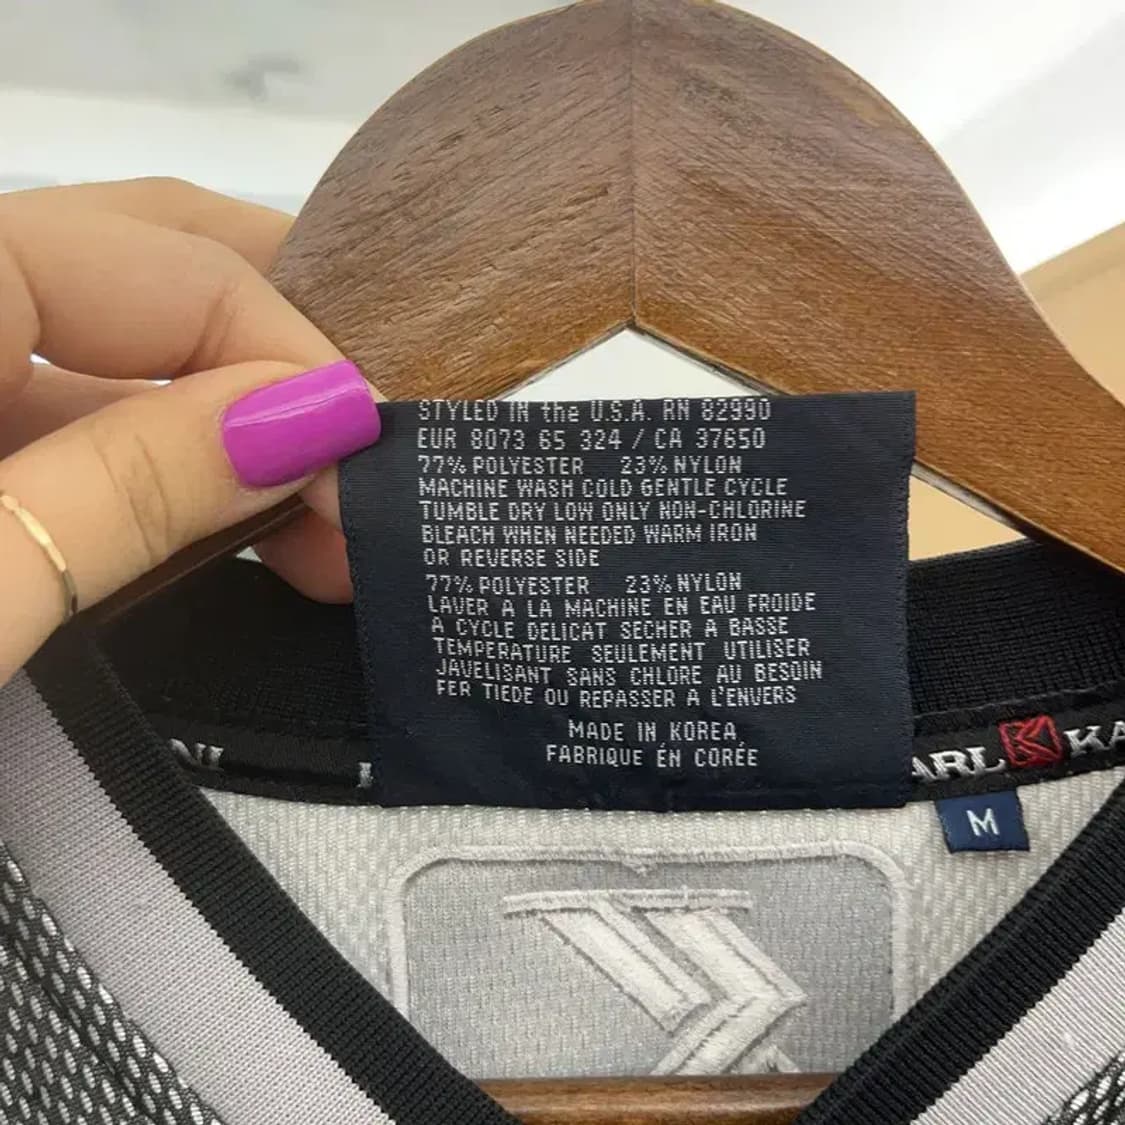 STYLED IN the U.S.A. RN 82990
EUR 8073 65 324 / CA 37650
77% POLYESTER 23% NYLON
MACHINE WASH COLD GENTLE CYCLE
TUMBLE DRY LOW ONLY NON-CHLORINE
BLEACH WHEN NEEDED WARM IRON
OR REVERSE SIDE
77% POLYESTER 23% NYLON
LAVER A LA MACHINE EN EAU FROIDE
A CYCLE DELICAT SECHER A BASSE
TEMPERATURE SEULEMENT UTILISER
JAVELISANT SANS CHLORE AU BESOIN
FER TIEDE OU REPASSER A L'ENVERS
MADE IN KOREA
FABRIQUE ÉN CORÉE
ARL KA
M